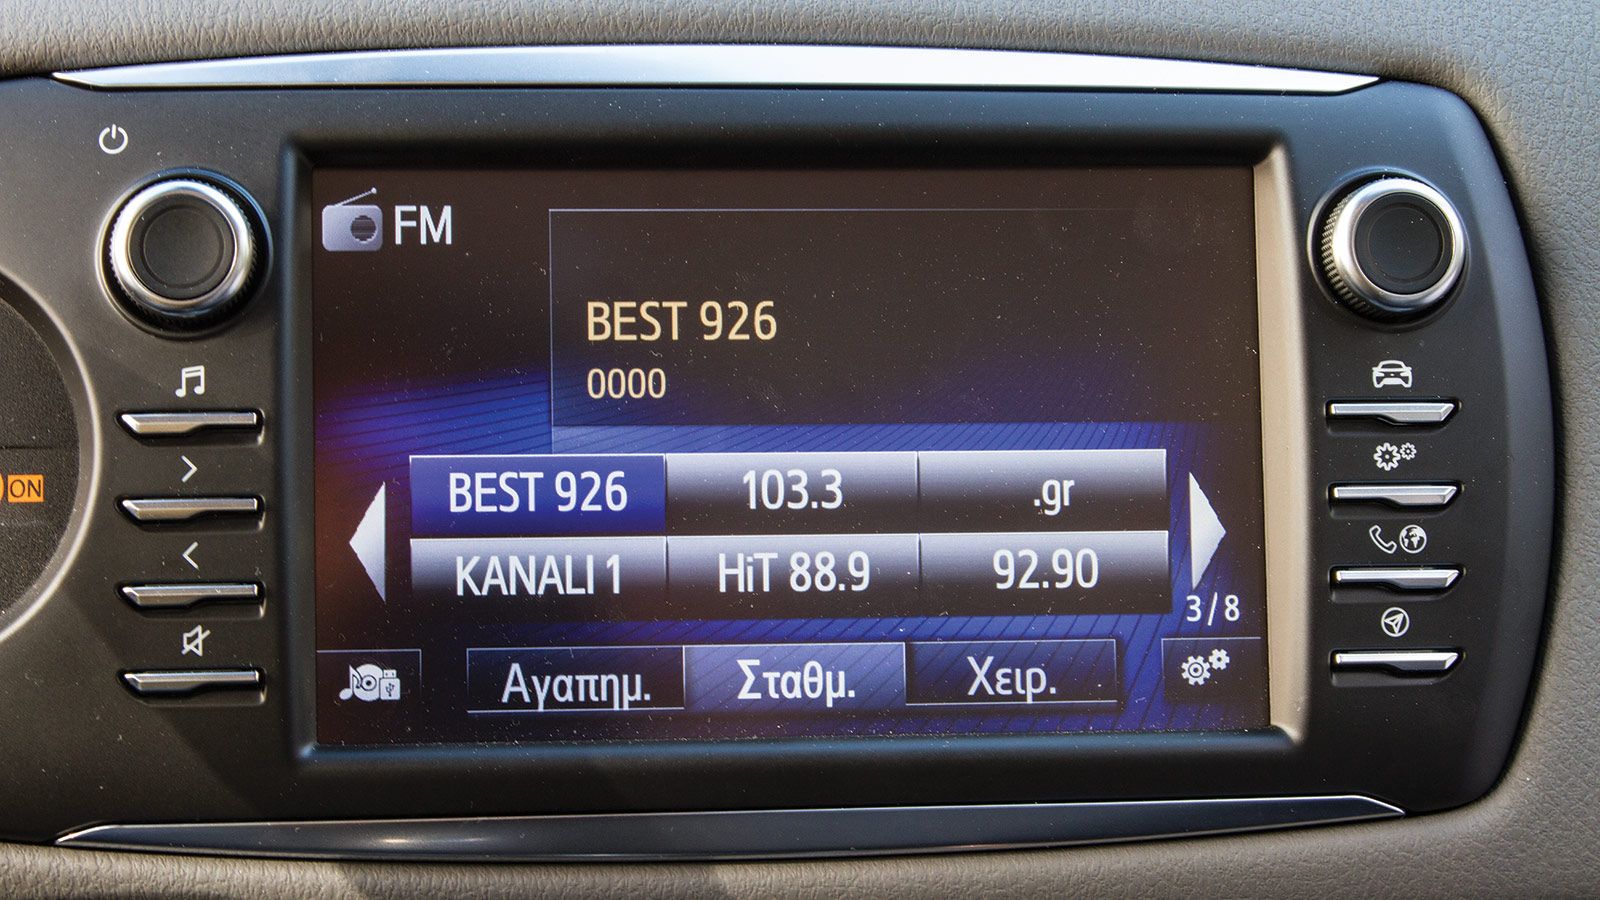 FM
BEST 926
0000
BEST 926 103.3 .gr
KANALI 1 HiT 88.9 92.90
3 / 8
Αγαπημ. Σταθμ. Χειρ.
ON